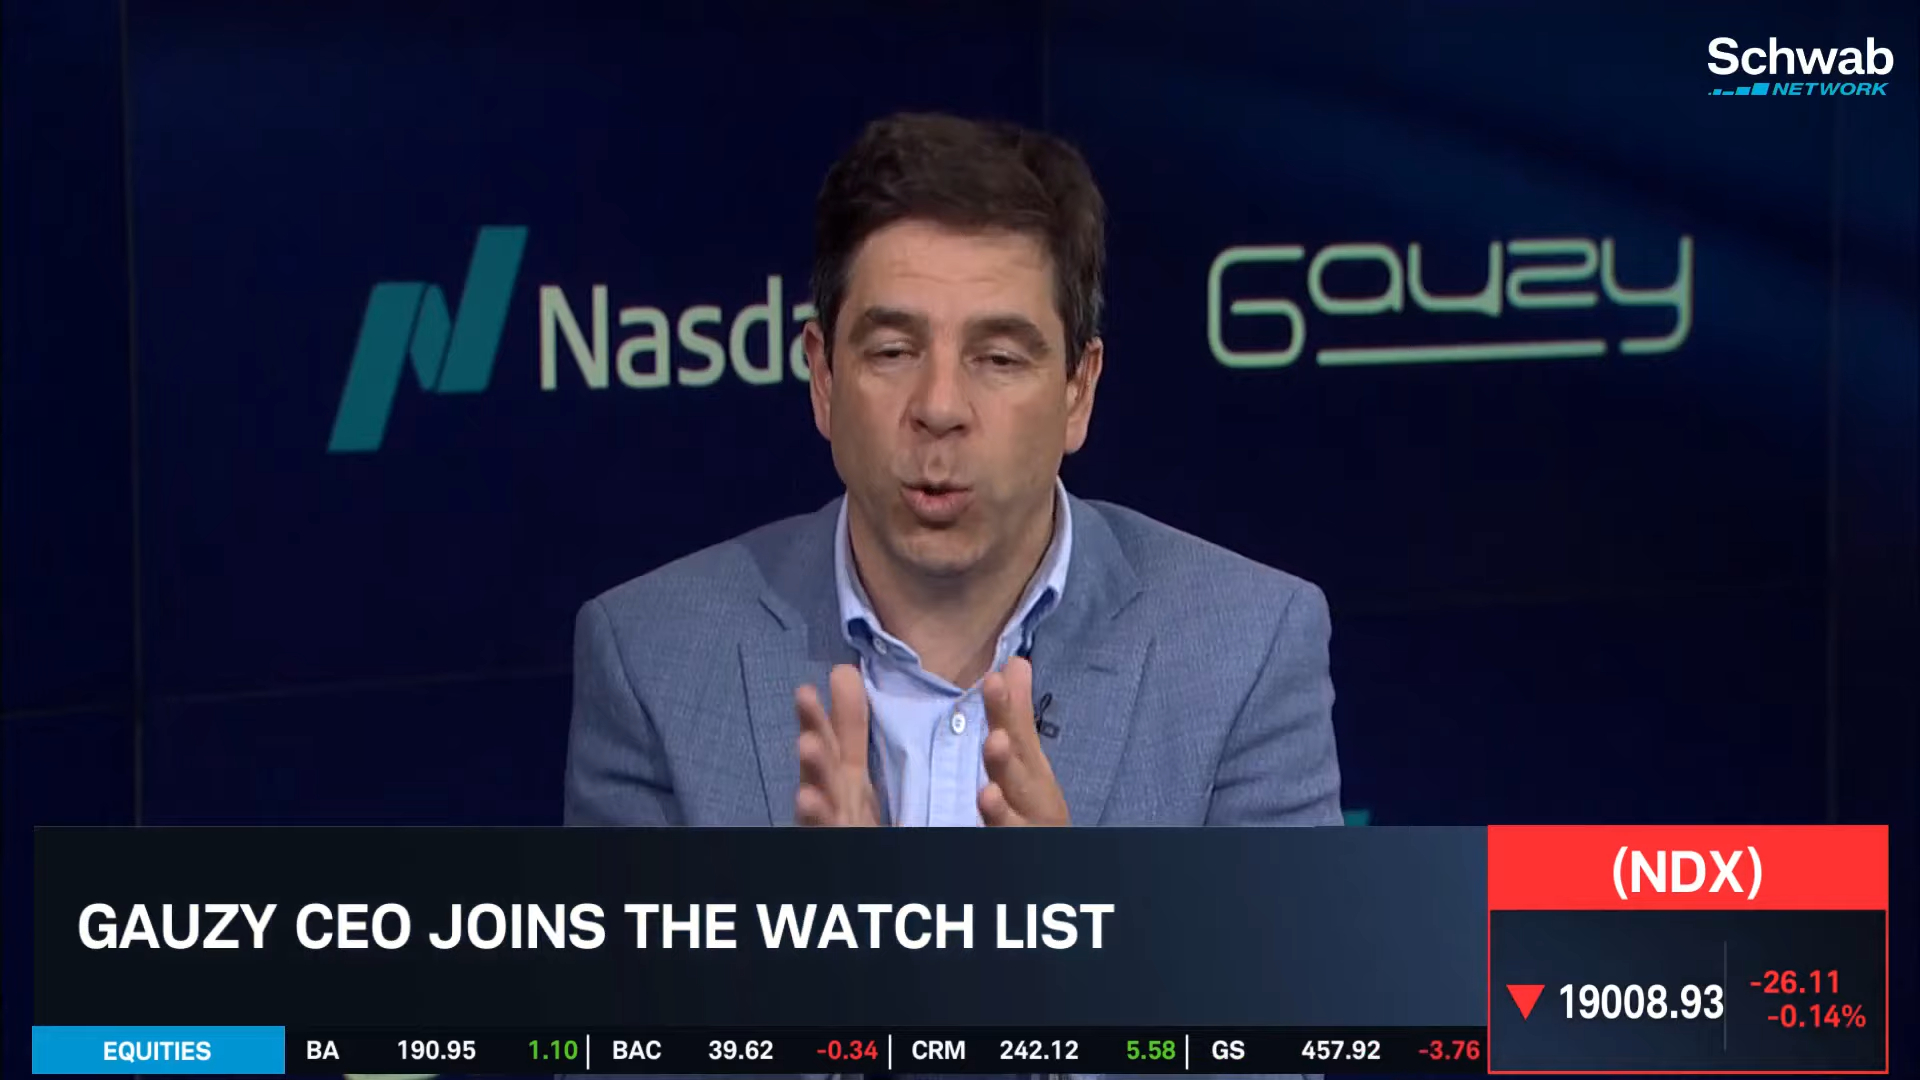 Schwab
NETWORK
Nasda
Gauzy
GAUZY CEO JOINS THE WATCH LIST
(NDX)
19008.93
-26.11
-0.14%
EQUITIES
BA 190.95 1.10
BAC 39.62 -0.34
CRM 242.12 5.58
GS 457.92 -3.76